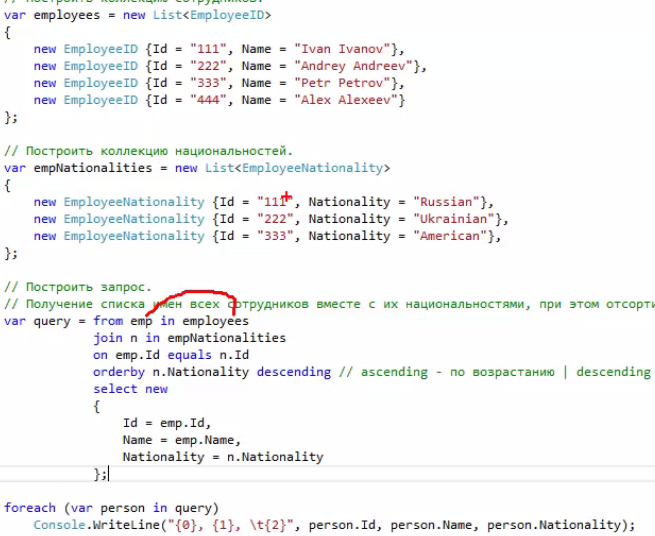 // Построить коллекцию сотрудников.
var employees = new List<EmployeeID>
{
new EmployeeID {Id = "111", Name = "Ivan Ivanov"},
new EmployeeID {Id = "222", Name = "Andrey Andreev"},
new EmployeeID {Id = "333", Name = "Petr Petrov"},
new EmployeeID {Id = "444", Name = "Alex Alexeev"}
};
// Построить коллекцию национальностей.
var empNationalities = new List<EmployeeNationality>
{
new EmployeeNationality {Id = "111", Nationality = "Russian"},
new EmployeeNationality {Id = "222", Nationality = "Ukrainian"},
new EmployeeNationality {Id = "333", Nationality = "American"},
};
// Построить запрос.
// Получение списка имен всех сотрудников вместе с их национальностями, при этом отсорти
var query = from emp in employees
join n in empNationalities
on emp.Id equals n.Id
orderby n.Nationality descending // ascending - по возрастанию | descending
select new
{
Id = emp.Id,
Name = emp.Name,
Nationality = n.Nationality
};
foreach (var person in query)
Console.WriteLine("{0}, {1}, \t{2}", person.Id, person.Name, person.Nationality);